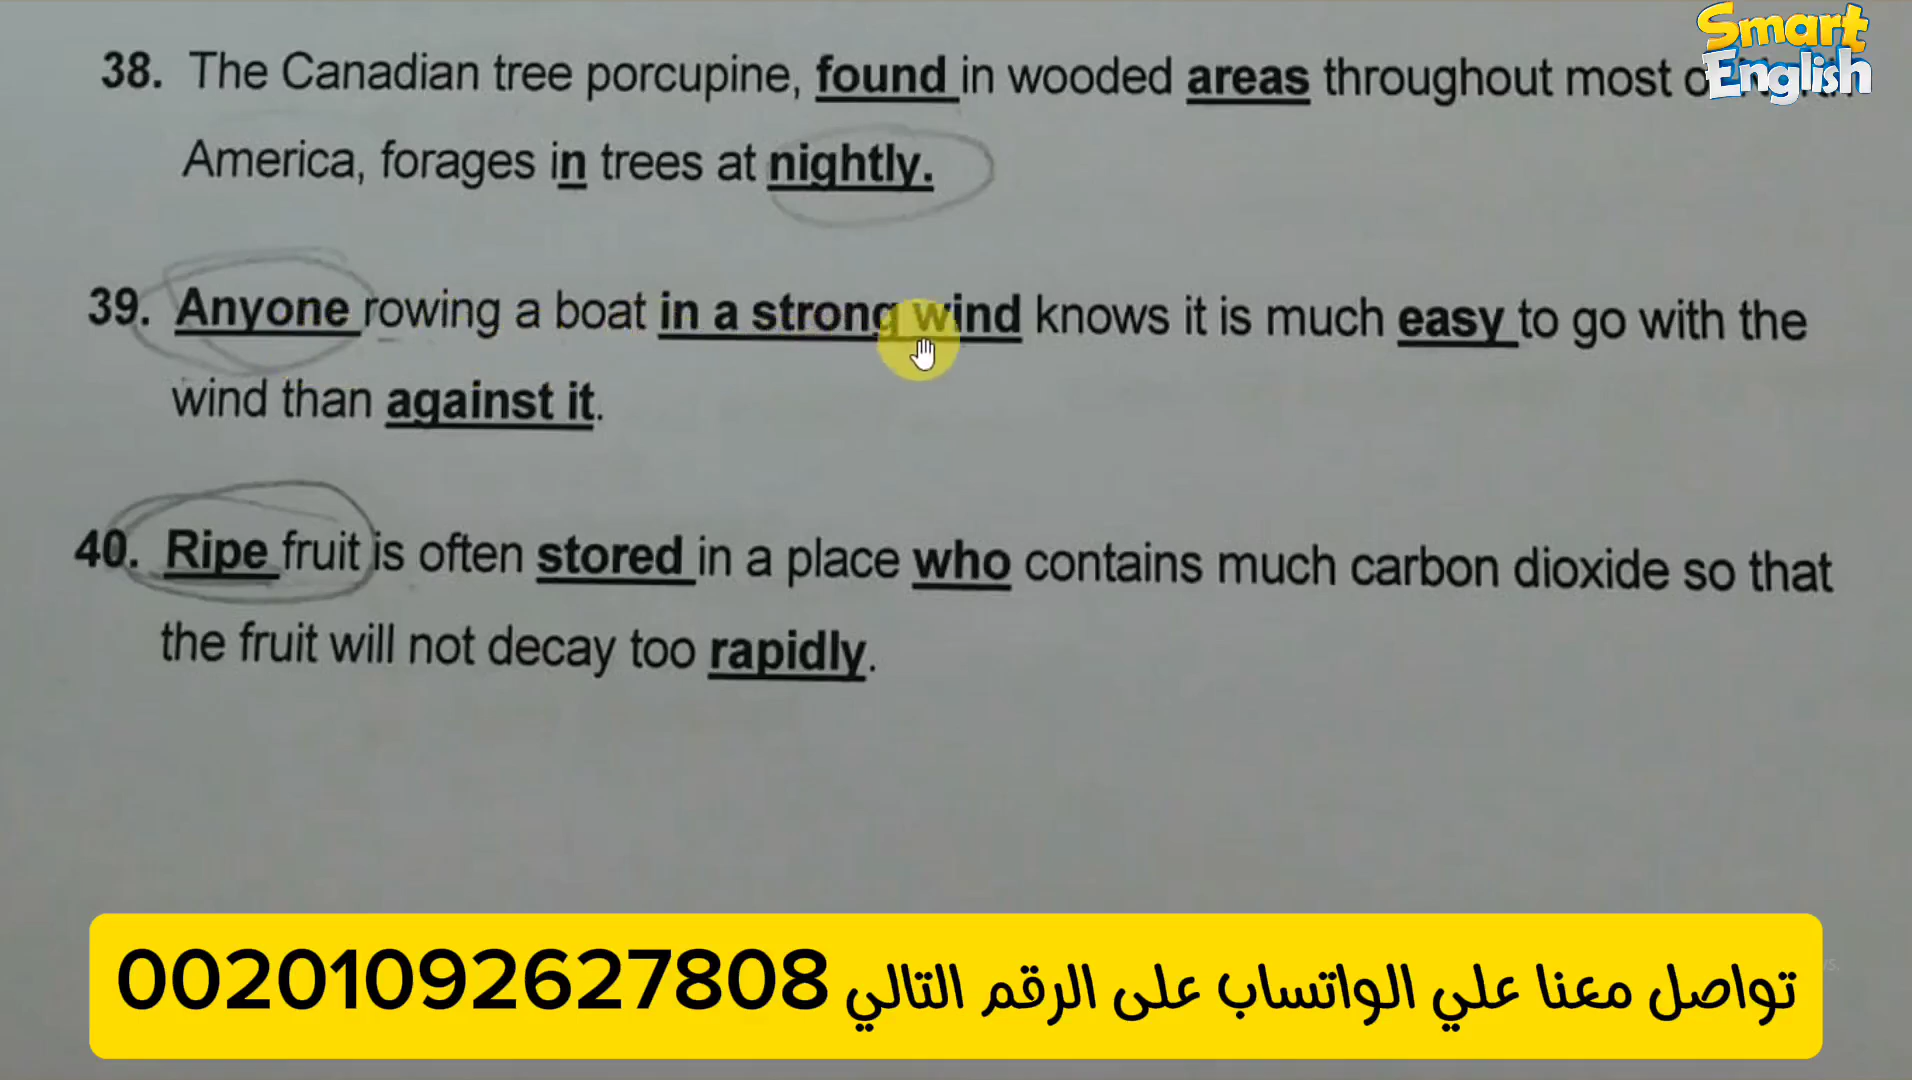 Smart
English
38. The Canadian tree porcupine, found in wooded areas throughout most
America, forages in trees at nightly.
39. Anyone rowing a boat in a strong wind knows it is much easy to go with the
wind than against it.
40. Ripe fruit is often stored in a place who contains much carbon dioxide so that
the fruit will not decay too rapidly.
تواصل معنا علي الواتساب على الرقم التالي 00201092627808